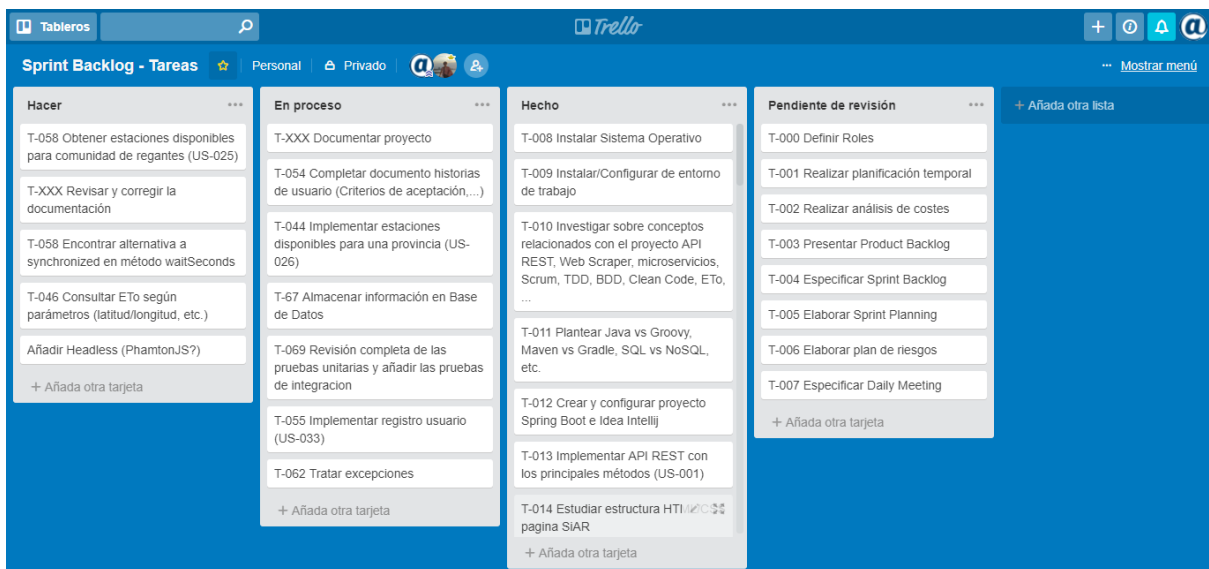 Tableros
Trello
Sprint Backlog - Tareas
Personal
Privado
Mostrar menú
Hacer
T-058 Obtener estaciones disponibles
para comunidad de regantes (US-025)
T-XXX Revisar y corregir la
documentación
T-058 Encontrar alternativa a
synchronized en método waitSeconds
T-046 Consultar ETo según
parámetros (latitud/longitud, etc.)
Añadir Headless (PhamtonJS?)
+ Añada otra tarjeta
En proceso
T-XXX Documentar proyecto
T-054 Completar documento historias
de usuario (Criterios de aceptación,...)
T-044 Implementar estaciones
disponibles para una provincia (US-
026)
T-67 Almacenar información en Base
de Datos
T-069 Revisión completa de las
pruebas unitarias y añadir las pruebas
de integracion
T-055 Implementar registro usuario
(US-033)
T-062 Tratar excepciones
+ Añada otra tarjeta
Hecho
T-008 Instalar Sistema Operativo
T-009 Instalar/Configurar de entorno
de trabajo
T-010 Investigar sobre conceptos
relacionados con el proyecto API
REST, Web Scraper, microservicios,
Scrum, TDD, BDD, Clean Code, ETo,
...
T-011 Plantear Java vs Groovy,
Maven vs Gradle, SQL vs NoSQL,
etc.
T-012 Crear y configurar proyecto
Spring Boot e Idea Intellij
T-013 Implementar API REST con
los principales métodos (US-001)
T-014 Estudiar estructura
pagina SiAR
+ Añada otra tarjeta
Pendiente de revisión
T-000 Definir Roles
T-001 Realizar planificación temporal
T-002 Realizar análisis de costes
T-003 Presentar Product Backlog
T-004 Especificar Sprint Backlog
T-005 Elaborar Sprint Planning
T-006 Elaborar plan de riesgos
T-007 Especificar Daily Meeting
+ Añada otra tarjeta
+ Añada otra lista